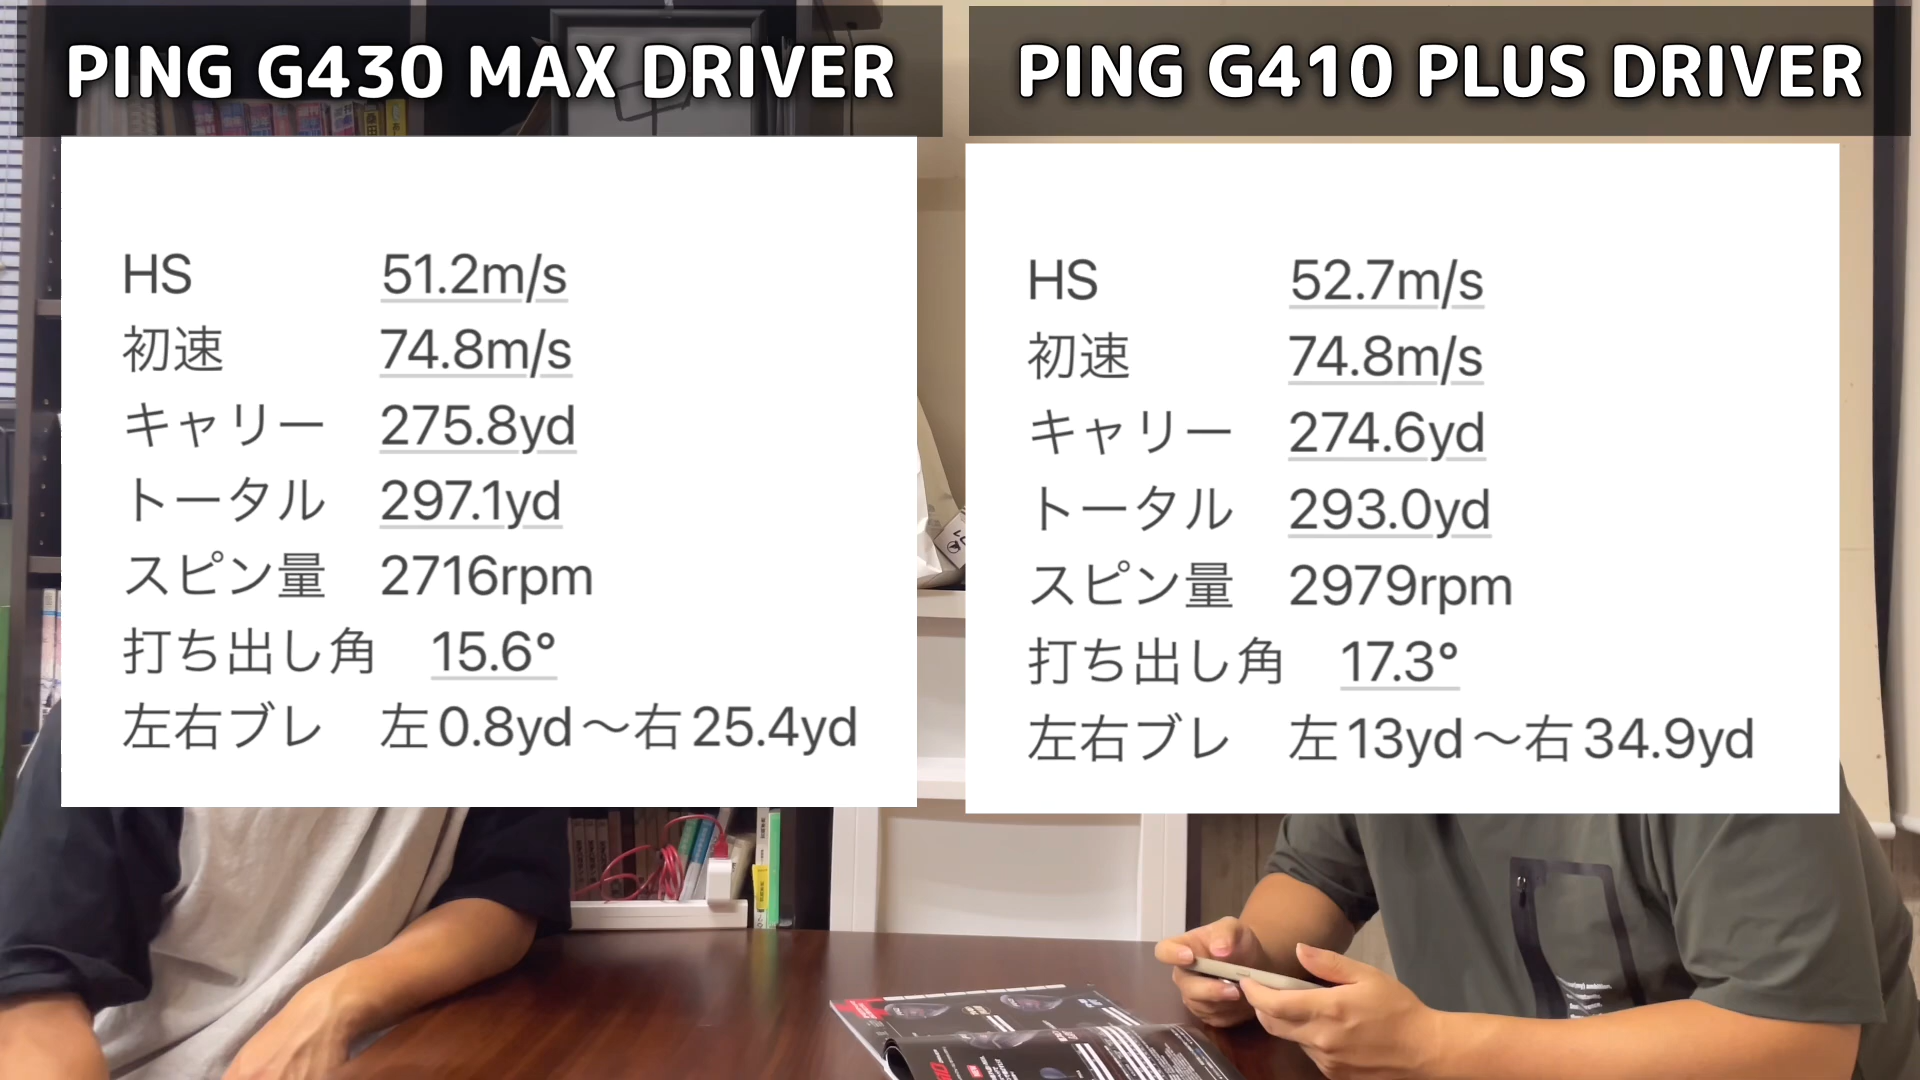 PING G430 MAX DRIVER
HS 51.2m/s
初速 74.8m/s
キャリー 275.8yd
トータル 297.1yd
スピン量 2716rpm
打ち出し角 15.6°
左右ブレ 左0.8yd〜右25.4yd
PING G410 PLUS DRIVER
HS 52.7m/s
初速 74.8m/s
キャリー 274.6yd
トータル 293.0yd
スピン量 2979rpm
打ち出し角 17.3°
左右ブレ 左13yd〜右34.9yd